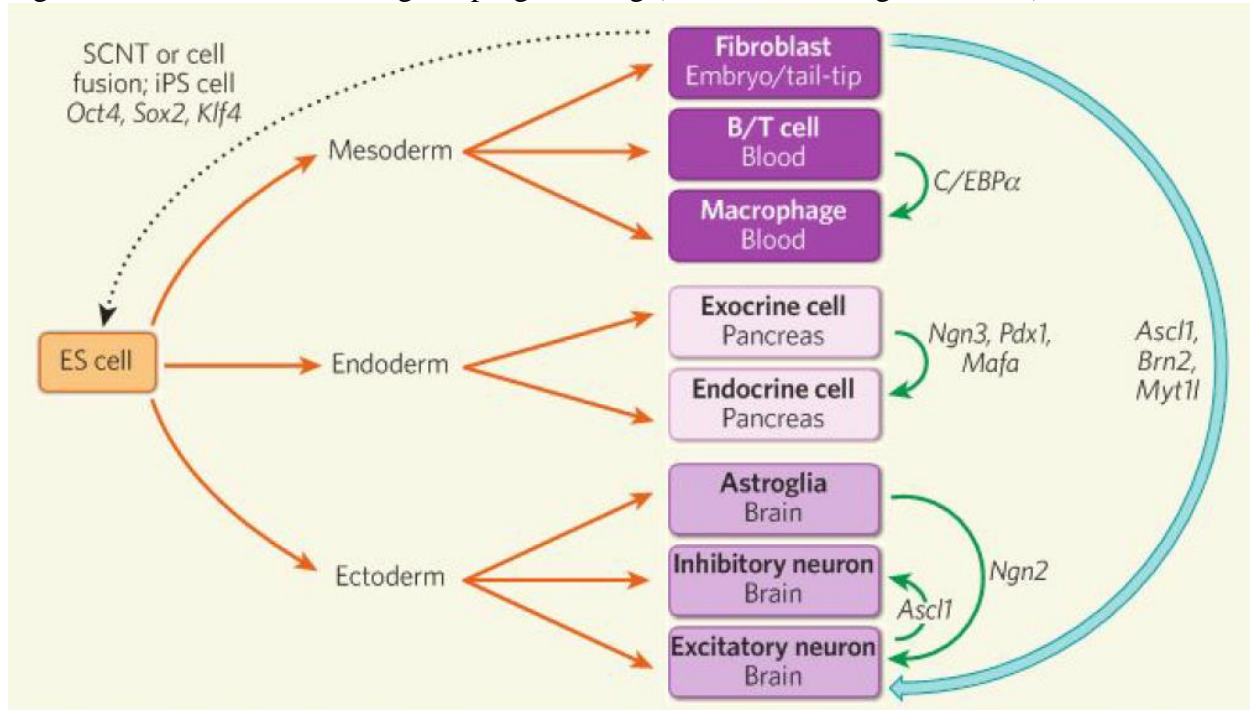 SCNT or cell
fusion; iPS cell
Oct4, Sox2, Klf4
Fibroblast
Embryo/tail-tip
B/T cell
Blood
C/EBPα
Macrophage
Blood
Mesoderm
Exocrine cell
Pancreas
Ngn3, Pdx1,
Mafa
Endocrine cell
Pancreas
ES cell
Endoderm
Ascl1,
Brn2,
Myt1l
Astroglia
Brain
Inhibitory neuron
Brain
Ngn2
Ascl1
Excitatory neuron
Brain
Ectoderm